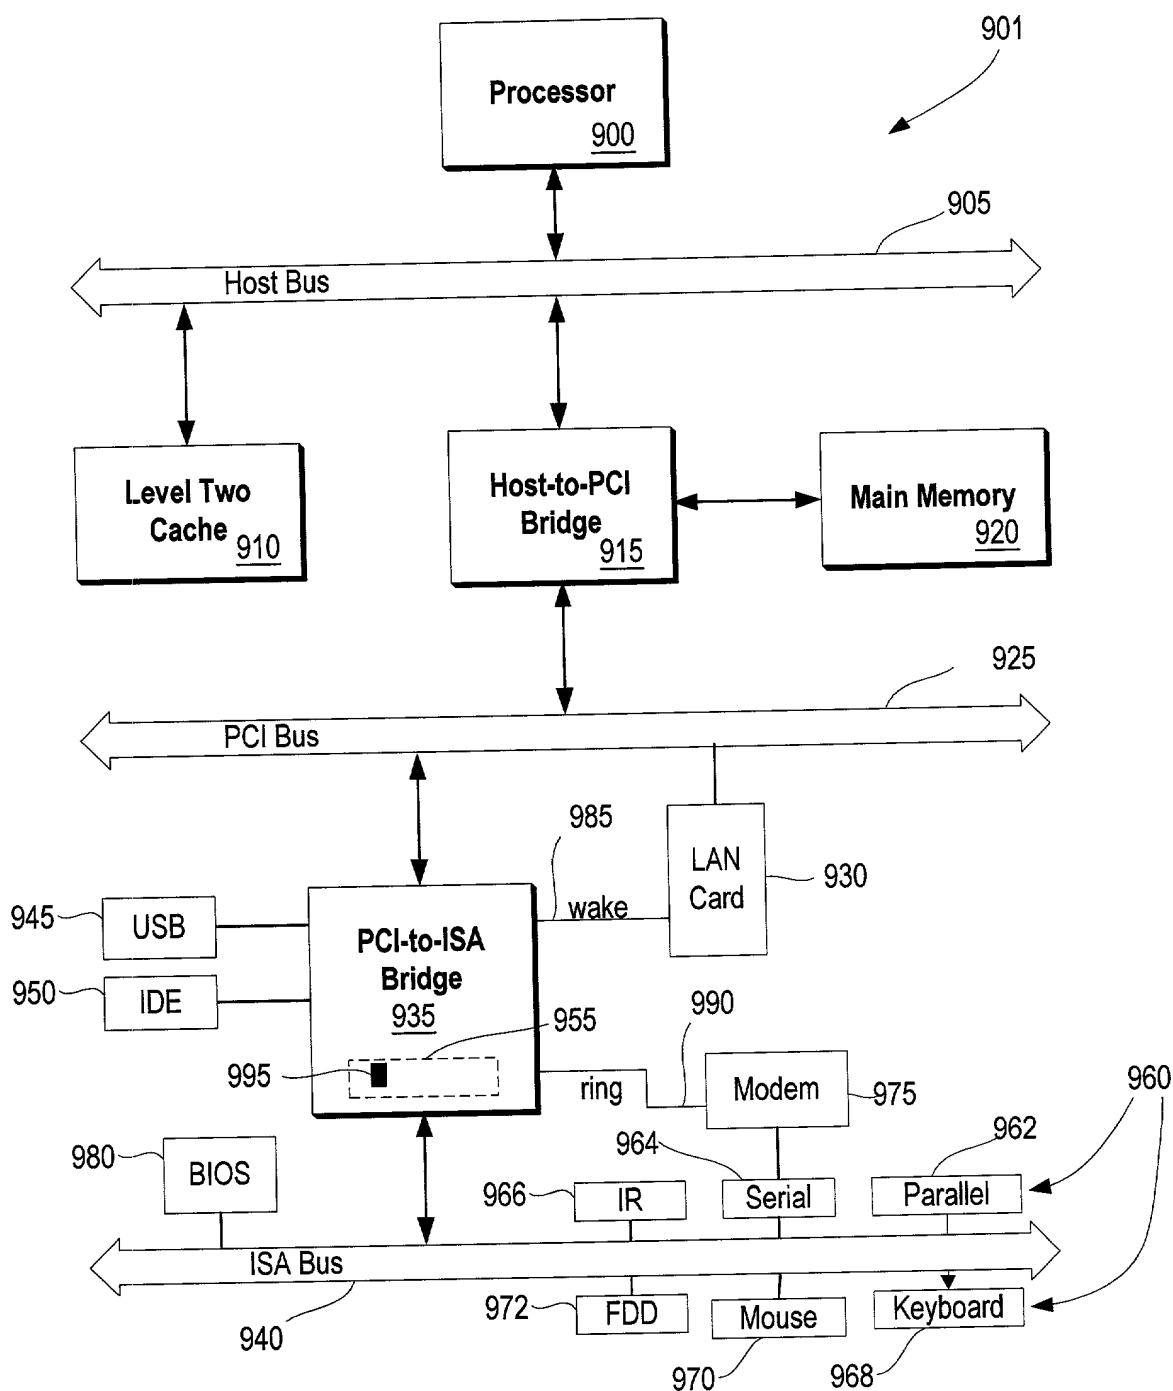 901
Processor
900
905
Host Bus
Level Two
Cache
910
Host-to-PCI
Bridge
915
Main Memory
920
925
PCI Bus
985
LAN
Card
930
wake
945
USB
PCI-to-ISA
Bridge
935
950
IDE
955
995
990
ring
Modem
975
960
980
BIOS
964
962
966
IR
Serial
Parallel
ISA Bus
940
972
FDD
Mouse
970
Keyboard
968